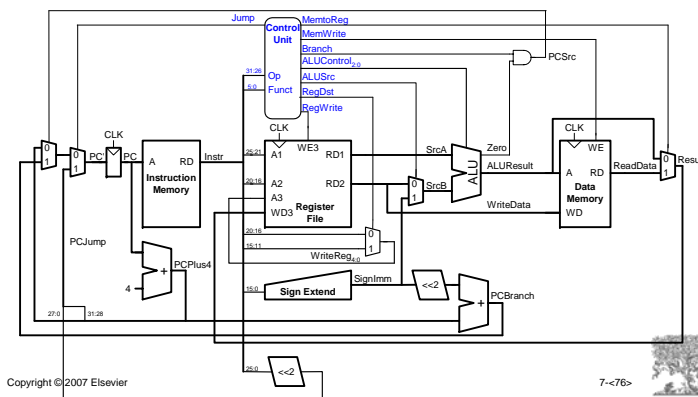 Jump
Control Unit
MemtoReg
MemWrite
Branch
ALUControl2:0
ALUSrc
RegDst
RegWrite
PCSrc
31:26
Op
5:0
Funct
CLK
CLK
CLK
0
1
0
1
PC'
PC
A
RD
Instruction Memory
Instr
25:21
A1
WE3
RD1
20:16
A2
RD2
A3
WD3
Register File
SrcA
0
1
SrcB
ALU
Zero
ALUResult
WriteData
A
WE
RD
Data Memory
WD
ReadData
0
1
Resu
20:16
15:11
0
1
WriteReg4:0
PCJump
PCPlus4
+
4
SignImm
15:0
Sign Extend
<<2
+
PCBranch
27:0
31:28
25:0
<<2
Copyright © 2007 Elsevier
7-<76>